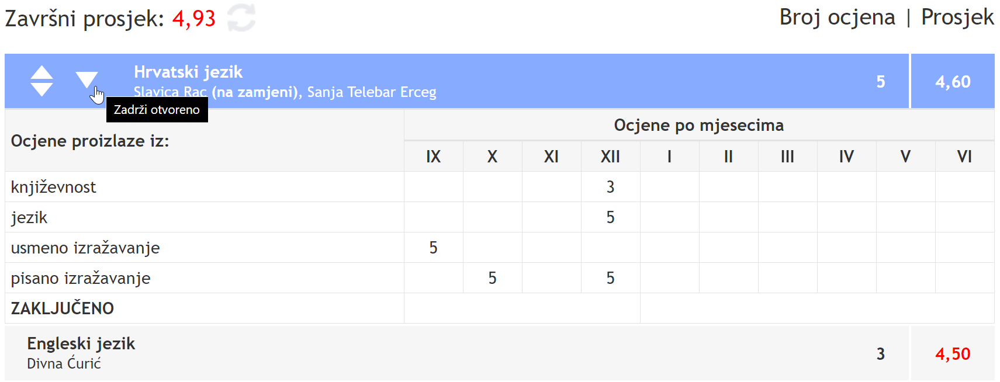 Završni prosjek: 4,93
Broj ocjena | Prosjek
Hrvatski jezik
Slavica Rac (na zamjeni), Sanja Telebar Erceg
5 4,60
Zadrži otvoreno
Ocjene proizlaze iz:
Ocjene po mjesecima
IX X XI XII I II III IV V VI
književnost 3
jezik 5
usmeno izražavanje 5
pisano izražavanje 5 5
ZAKLJUČENO
Engleski jezik
Divna Ćurić
3 4,50